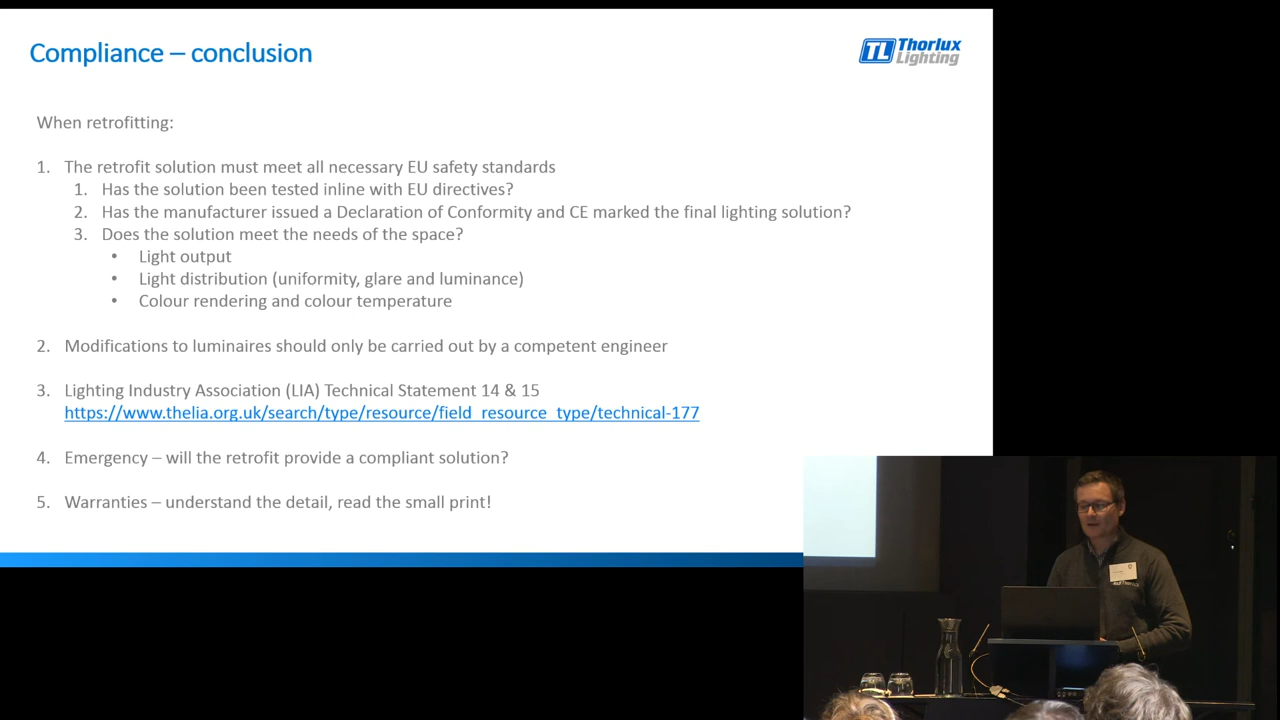 Compliance – conclusion
TL Thorlux
Lighting
When retrofitting:
1. The retrofit solution must meet all necessary EU safety standards
1. Has the solution been tested inline with EU directives?
2. Has the manufacturer issued a Declaration of Conformity and CE marked the final lighting solution?
3. Does the solution meet the needs of the space?
• Light output
• Light distribution (uniformity, glare and luminance)
• Colour rendering and colour temperature
2. Modifications to luminaires should only be carried out by a competent engineer
3. Lighting Industry Association (LIA) Technical Statement 14 & 15
https://www.thelia.org.uk/search/type/resource/field_resource_type/technical-177
4. Emergency – will the retrofit provide a compliant solution?
5. Warranties – understand the detail, read the small print!